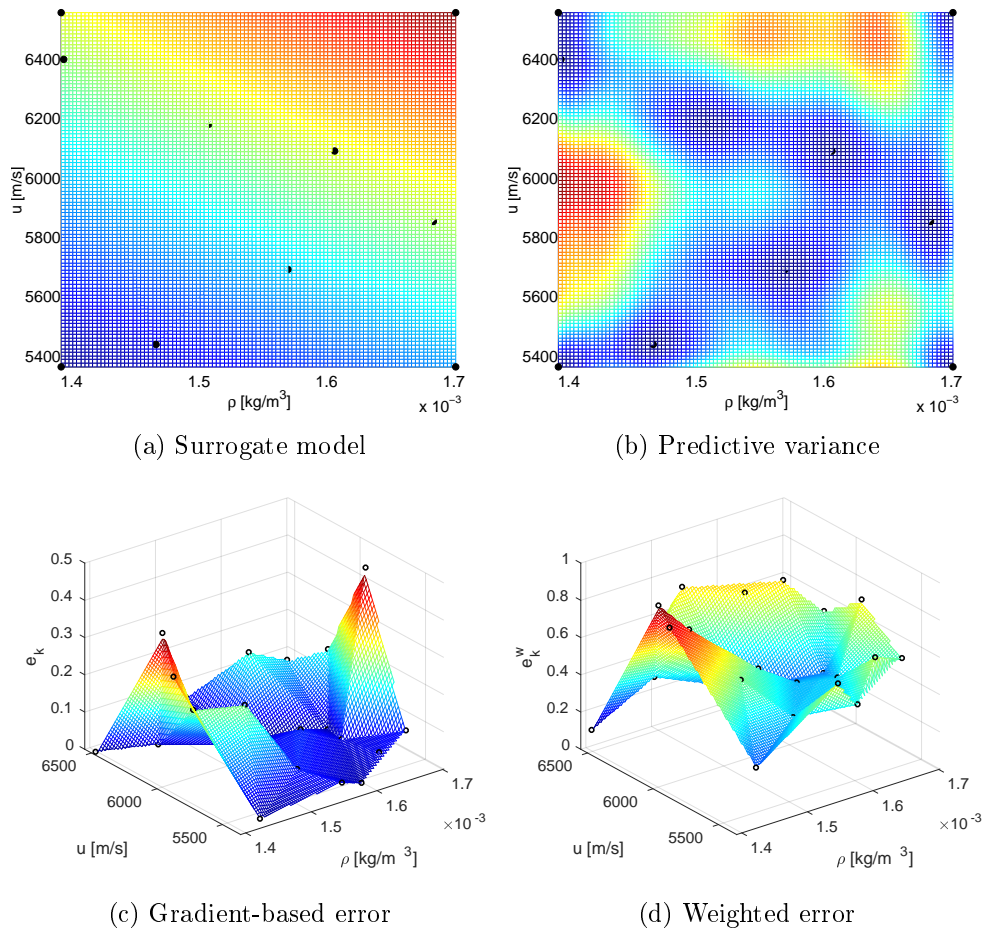 6400
6200
6000
5800
5600
5400
u [m/s]
1.4 1.5 1.6 1.7
ρ [kg/m³]
x 10⁻³
(a) Surrogate model
6400
6200
6000
5800
5600
5400
u [m/s]
1.4 1.5 1.6 1.7
ρ [kg/m³]
x 10⁻³
(b) Predictive variance
0.5
0.4
0.3
0.2
0.1
0
e_k
6500
6000
5500
u [m/s]
1.4
1.5
1.6
1.7
×10⁻³
ρ [kg/m ³]
(c) Gradient-based error
1
0.8
0.6
0.4
0.2
0
e_k^w
6500
6000
5500
u [m/s]
1.4
1.5
1.6
1.7
×10⁻³
ρ [kg/m ³]
(d) Weighted error